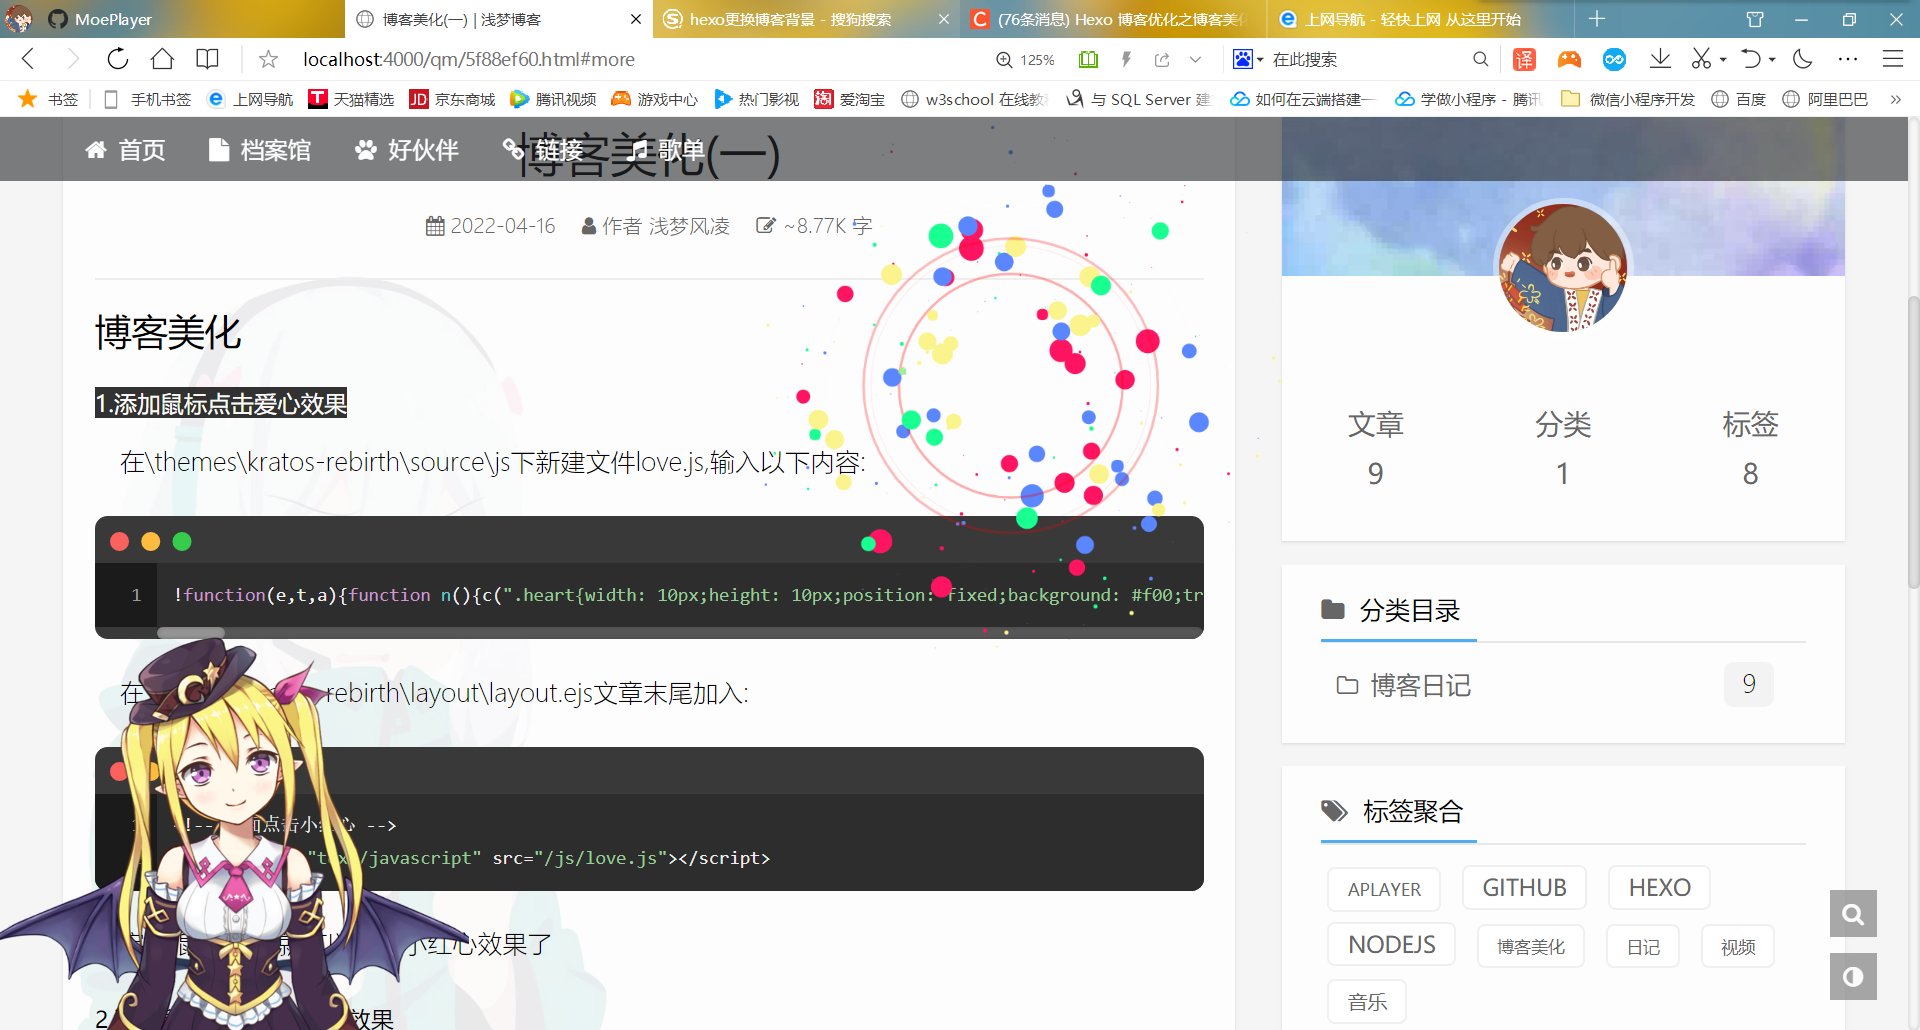 MoePlayer
博客美化(一) | 浅梦博客
hexo更换博客背景 - 搜狗搜索
(76条消息) Hexo 博客优化之博客美化
上网导航 - 轻快上网 从这里开始
localhost:4000/qm/5f88ef60.html#more
125%
在此搜索
译
书签
手机书签
上网导航
天猫精选
JD 京东商城
腾讯视频
游戏中心
热门影视
淘 爱淘宝
w3school 在线教
与 SQL Server 建
如何在云端搭建一
学做小程序 - 腾讯
微信小程序开发
百度
阿里巴巴
首页
档案馆
好伙伴
链接
歌单
博客美化(一)
2022-04-16 作者 浅梦风凌 ~8.77K 字
博客美化
1.添加鼠标点击爱心效果
在\themes\kratos-rebirth\source\js下新建文件love.js,输入以下内容:
1 !function(e,t,a){function n(){c(".heart{width: 10px;height: 10px;position: fixed;background: #f00;tr
在 rebirth\layout\layout.ejs文章末尾加入:
点击小 心 -->
/javascript" src="/js/love.js"></script>
小红心效果了
2 效果
文章
9
分类
1
标签
8
分类目录
博客日记 9
标签聚合
APLAYER GITHUB HEXO
NODEJS 博客美化 日记 视频
音乐